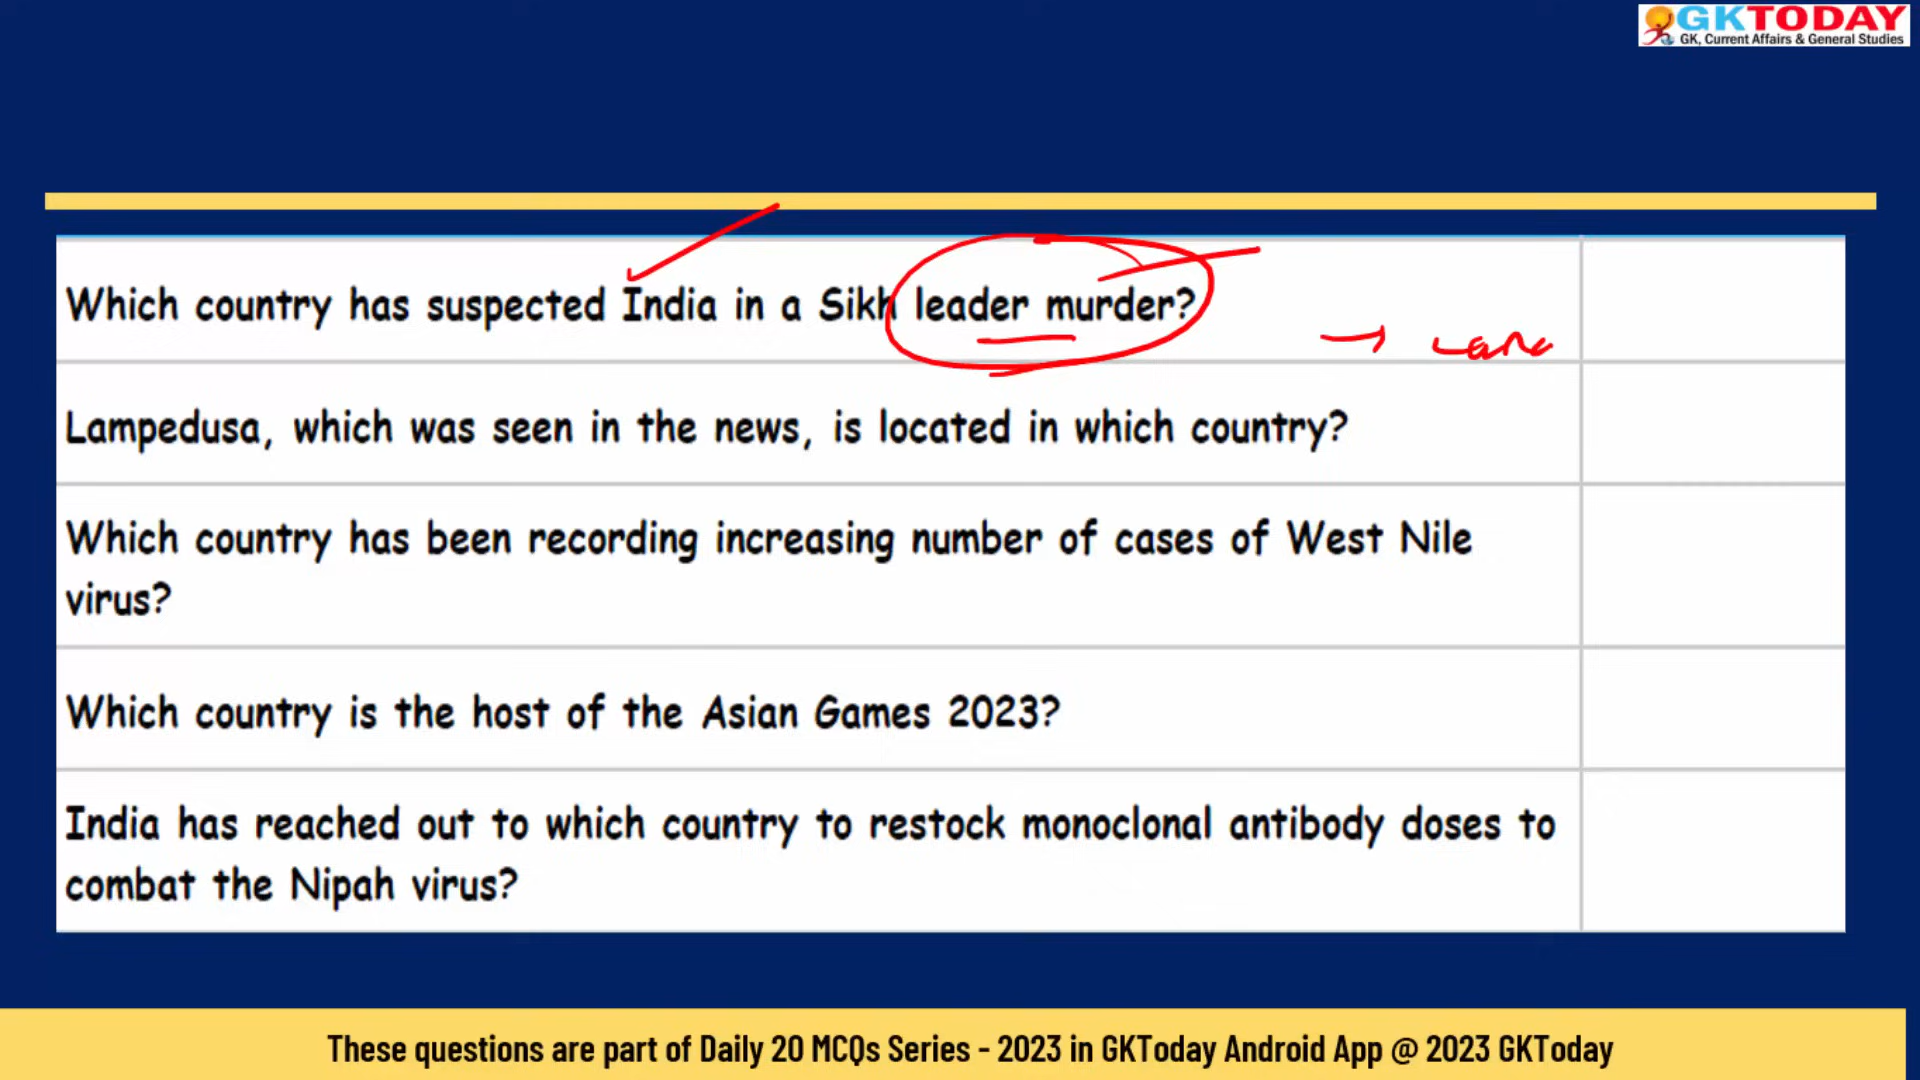 GKTODAY
GK, Current Affairs & General Studies
Which country has suspected India in a Sikh leader murder?
Lampedusa, which was seen in the news, is located in which country?
Which country has been recording increasing number of cases of West Nile
virus?
Which country is the host of the Asian Games 2023?
India has reached out to which country to restock monoclonal antibody doses to
combat the Nipah virus?
These questions are part of Daily 20 MCQs Series - 2023 in GKToday Android App @ 2023 GKToday